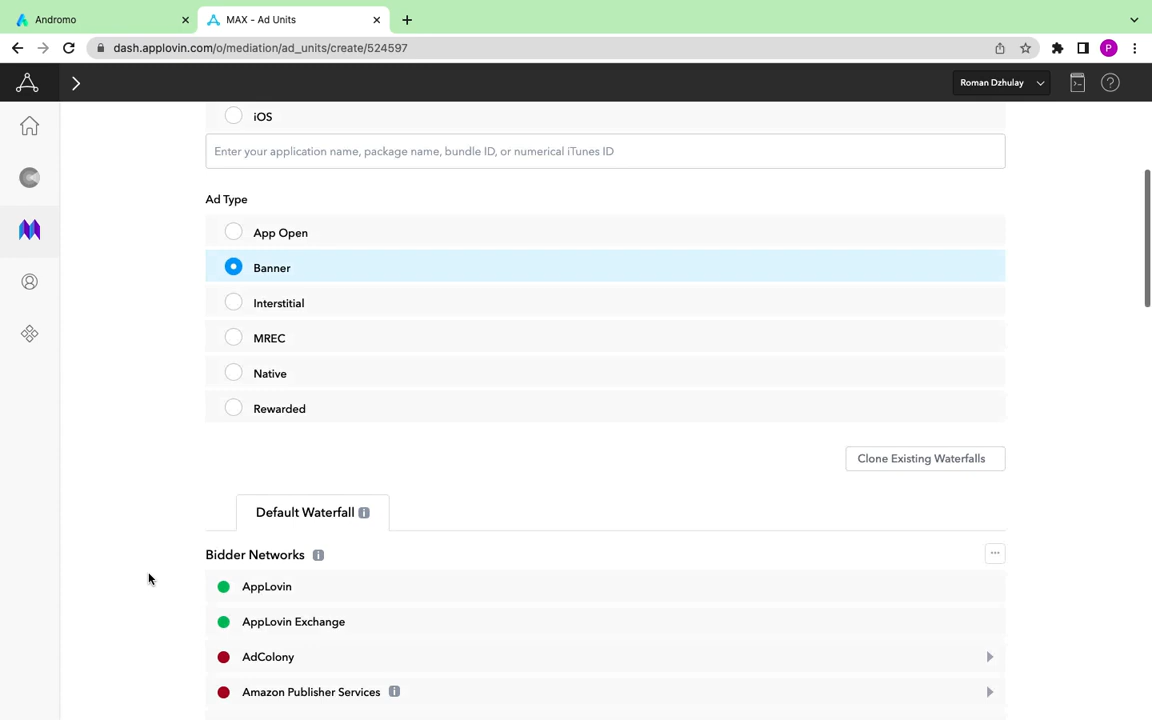 Andromo
MAX - Ad Units
dash.applovin.com/o/mediation/ad_units/create/524597
P
Roman Dzhulay
iOS
Enter your application name, package name, bundle ID, or numerical iTunes ID
Ad Type
App Open
Banner
Interstitial
MREC
Native
Rewarded
Clone Existing Waterfalls
Default Waterfall
Bidder Networks
AppLovin
AppLovin Exchange
AdColony
Amazon Publisher Services